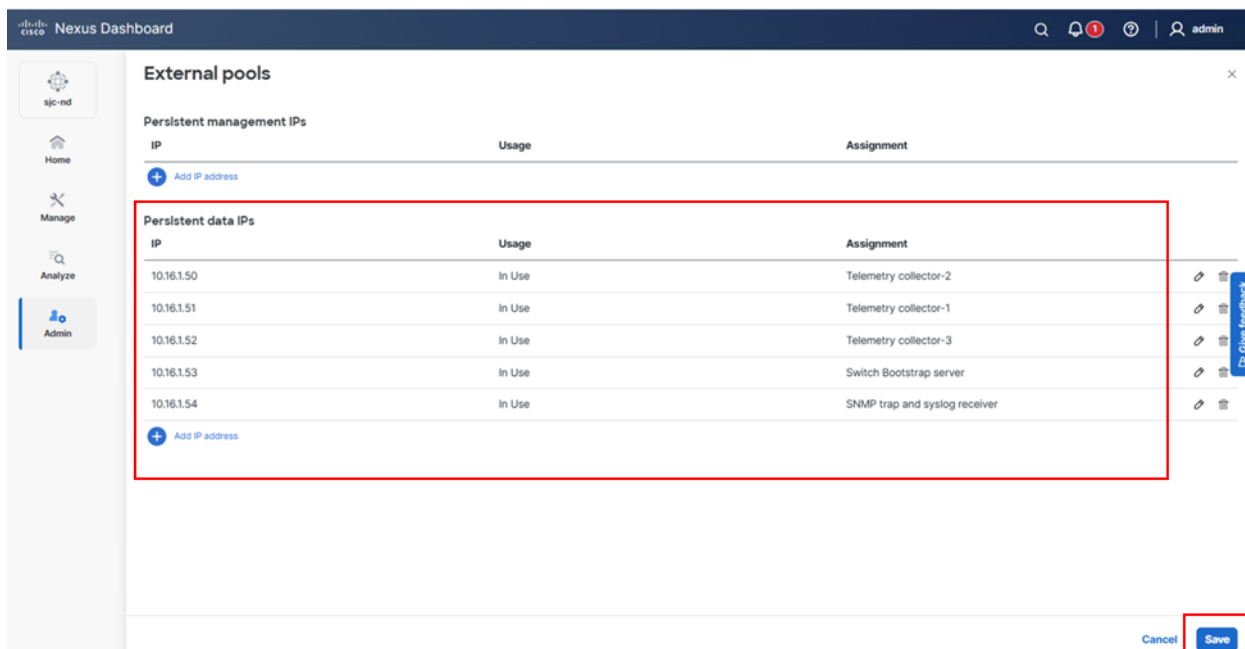 cisco Nexus Dashboard 1 admin
sjc-nd
Home
Manage
Analyze
Admin
External pools
Persistent management IPs
IP Usage Assignment
Add IP address
Persistent data IPs
IP Usage Assignment
10.16.1.50 In Use Telemetry collector-2
10.16.1.51 In Use Telemetry collector-1
10.16.1.52 In Use Telemetry collector-3
10.16.1.53 In Use Switch Bootstrap server
10.16.1.54 In Use SNMP trap and syslog receiver
Add IP address
Give feedback
Cancel Save